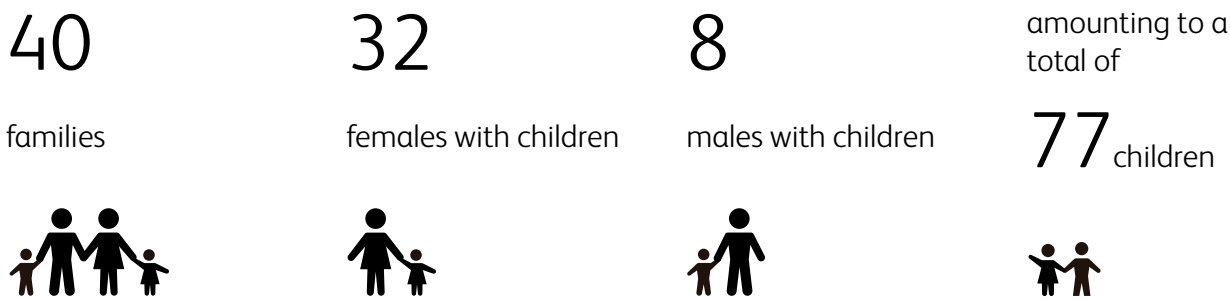 40
families
32
females with children
8
males with children
amounting to a
total of
77 children